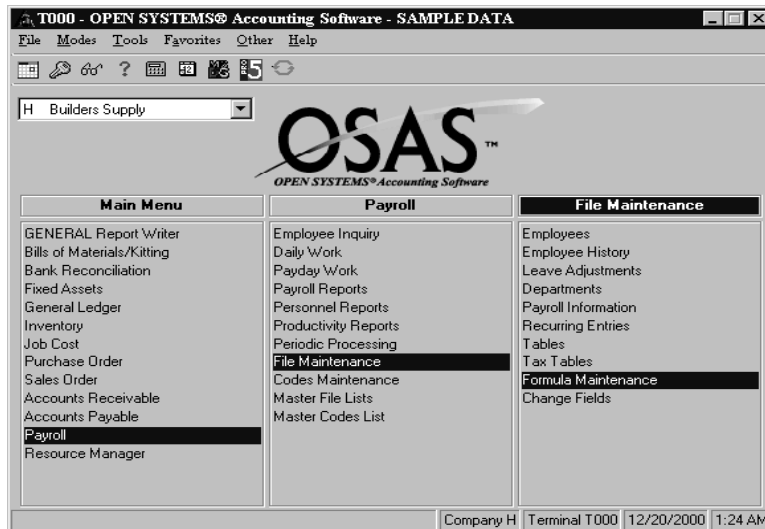 T000 - OPEN SYSTEMS® Accounting Software - SAMPLE DATA
File Modes Tools Favorites Other Help
H Builders Supply
OSAS™
OPEN SYSTEMS® Accounting Software
Main Menu
GENERAL Report Writer
Bills of Materials/Kitting
Bank Reconciliation
Fixed Assets
General Ledger
Inventory
Job Cost
Purchase Order
Sales Order
Accounts Receivable
Accounts Payable
Payroll
Resource Manager
Payroll
Employee Inquiry
Daily Work
Payday Work
Payroll Reports
Personnel Reports
Productivity Reports
Periodic Processing
File Maintenance
Codes Maintenance
Master File Lists
Master Codes List
File Maintenance
Employees
Employee History
Leave Adjustments
Departments
Payroll Information
Recurring Entries
Tables
Tax Tables
Formula Maintenance
Change Fields
Company H Terminal T000 12/20/2000 1:24 AM